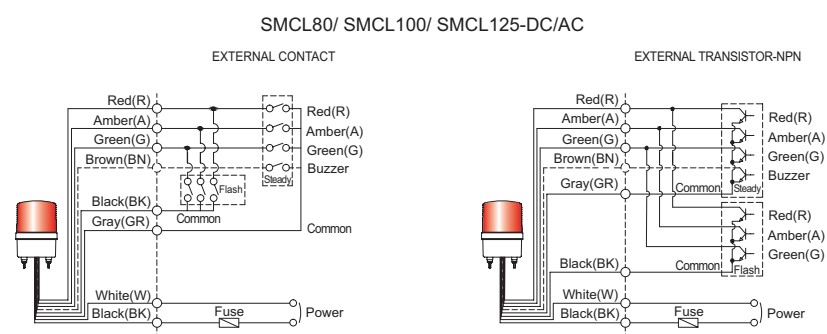 SMCL80/ SMCL100/ SMCL125-DC/AC
EXTERNAL CONTACT
Red(R)
Amber(A)
Green(G)
Brown(BN)
Black(BK)
Gray(GR)
White(W)
Black(BK)
Red(R)
Amber(A)
Green(G)
Buzzer
Steady
Flash
Common
Common
Fuse
Power
EXTERNAL TRANSISTOR-NPN
Red(R)
Amber(A)
Green(G)
Brown(BN)
Gray(GR)
Black(BK)
White(W)
Black(BK)
Red(R)
Amber(A)
Green(G)
Buzzer
Common
Steady
Red(R)
Amber(A)
Green(G)
Common
Flash
Fuse
Power